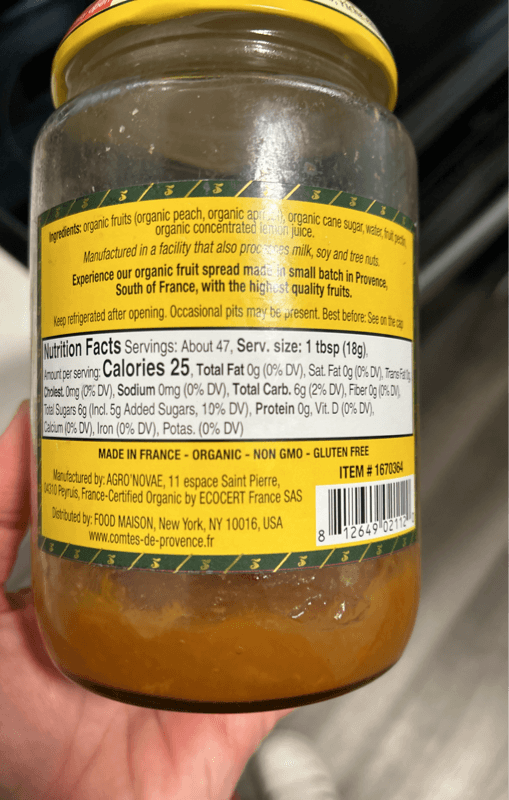 Ingredients: organic fruits (organic peach, organic apricot), organic cane sugar, water, fruit pectin,
organic concentrated lemon juice.
Manufactured in a facility that also processes milk, soy and tree nuts.
Experience our organic fruit spread made in small batch in Provence,
South of France, with the highest quality fruits.
Keep refrigerated after opening. Occasional pits may be present. Best before: See on the cap
Nutrition Facts Servings: About 47, Serv. size: 1 tbsp (18g),
Amount per serving: Calories 25, Total Fat 0g (0% DV), Sat. Fat 0g (0% DV), Trans Fat 0g,
Cholest. 0mg (0% DV), Sodium 0mg (0% DV), Total Carb. 6g (2% DV), Fiber 0g (0% DV),
Total Sugars 6g (Incl. 5g Added Sugars, 10% DV), Protein 0g, Vit. D (0% DV),
Calcium (0% DV), Iron (0% DV), Potas. (0% DV)
MADE IN FRANCE - ORGANIC - NON GMO - GLUTEN FREE
ITEM # 1670364
Manufactured by: AGRO'NOVAE, 11 espace Saint Pierre,
04310 Peyruis, France-Certified Organic by ECOCERT France SAS
Distributed by: FOOD MAISON, New York, NY 10016, USA
www.comtes-de-provence.fr
8 12649 02112